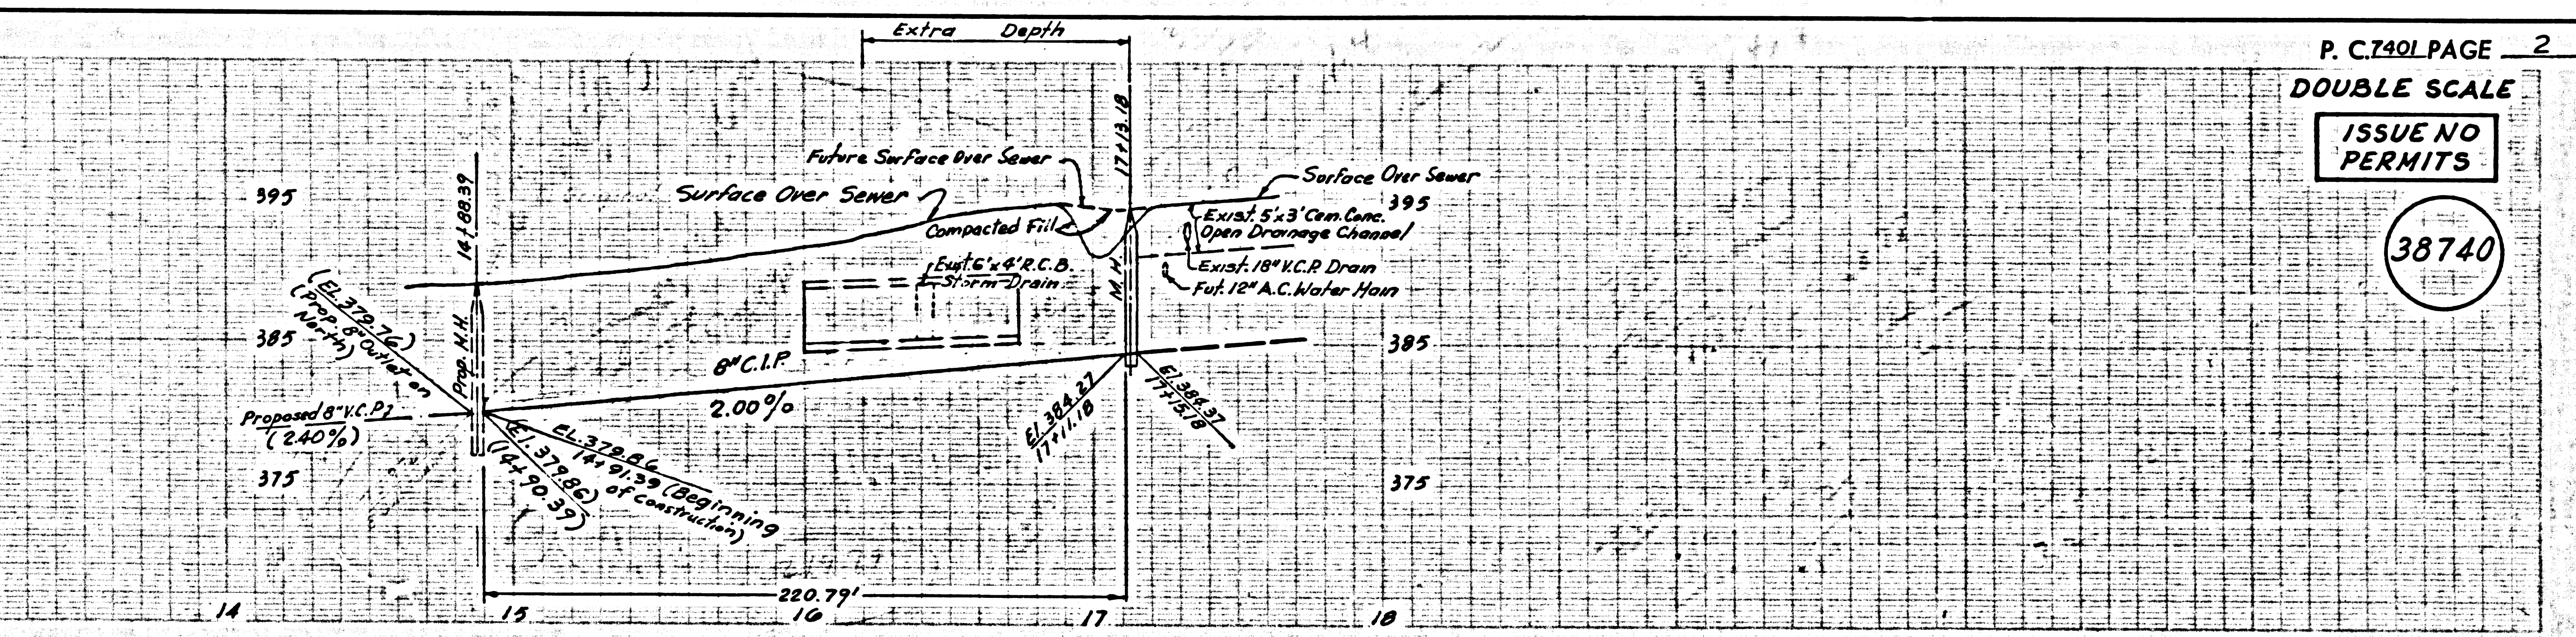 Extra Depth
P. C. 7401 PAGE 2
DOUBLE SCALE
ISSUE NO
PERMITS
38740
17+13.18
14+88.39
Future Surface Over Sewer
Surface Over Sewer
Surface Over Sewer
395
395
Compacted Fill
Exist. 5'x3' Cem. Conc.
Open Drainage Channel
Exist. 6'x4' R.C.B.
Storm Drain
Exist. 18" V.C.P. Drain
Fut. 12" A.C. Water Main
M.H.
Prop. M.H.
(EL. 379.76)
(Prop. 8" Outlet on
North)
385
385
8" C.I.P.
2.00%
Proposed 8" V.C.P.
(2.40%)
El. 384.27
17+11.18
El. 384.37
17+15.18
EL. 379.86
14+91.39 (Beginning
of construction)
(El. 379.86)
(14+90.39)
375
375
220.79'
14
15
16
17
18